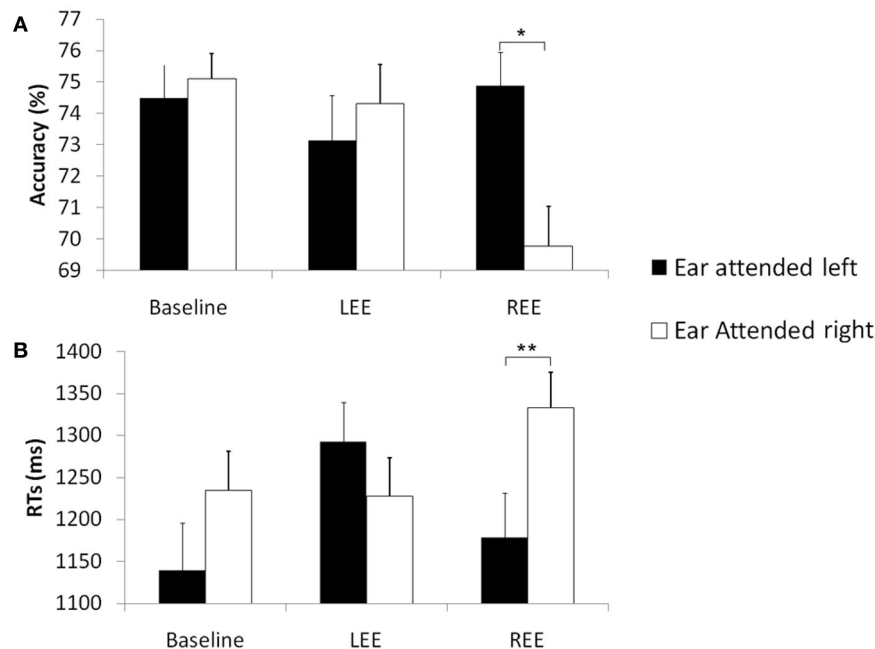 A
Accuracy (%)
77
76
75
74
73
72
71
70
69
*
Baseline LEE REE
Ear attended left
Ear Attended right
B
RTs (ms)
1400
1350
1300
1250
1200
1150
1100
**
Baseline LEE REE